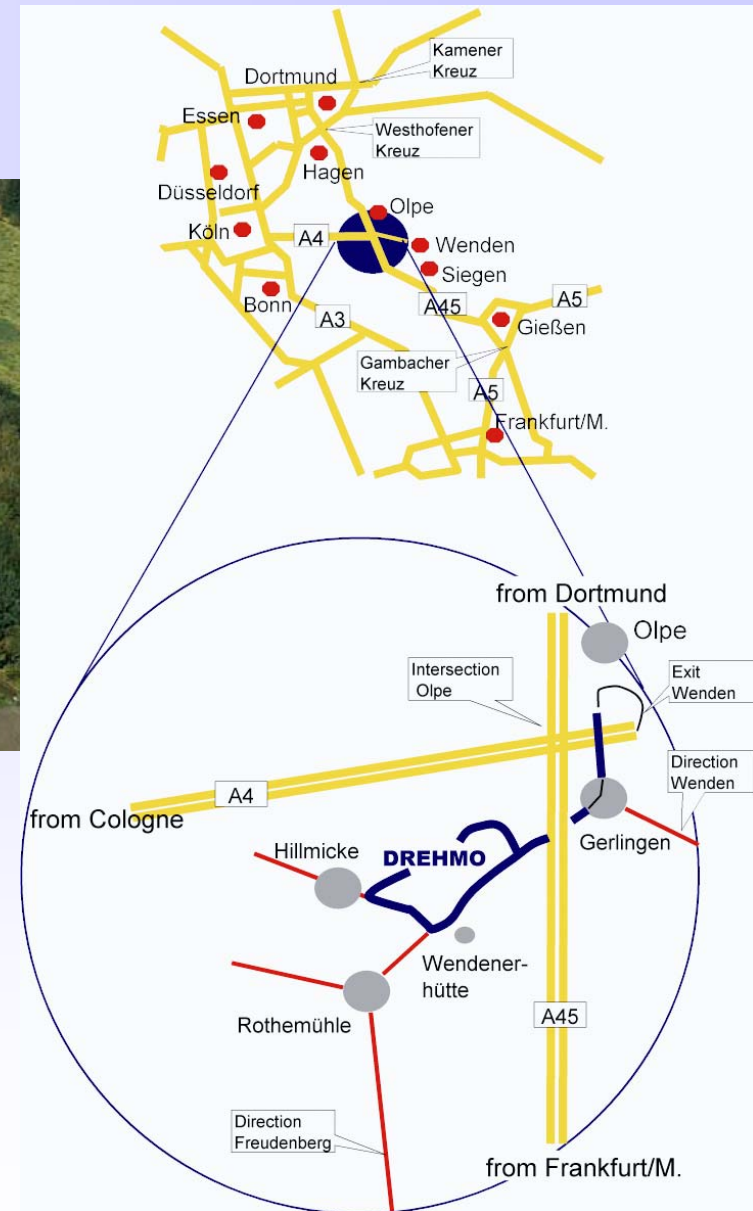 Kamener
Kreuz
Dortmund
Essen
Westhofener
Kreuz
Hagen
Düsseldorf
Olpe
Köln
A4
Wenden
Siegen
Bonn
A3
A45
A5
Gießen
Gambacher
Kreuz
A5
Frankfurt/M.
from Dortmund
Olpe
Intersection
Olpe
Exit
Wenden
Direction
Wenden
A4
from Cologne
Gerlingen
Hillmicke
DREHMO
Wendener-
hütte
Rothemühle
A45
Direction
Freudenberg
from Frankfurt/M.